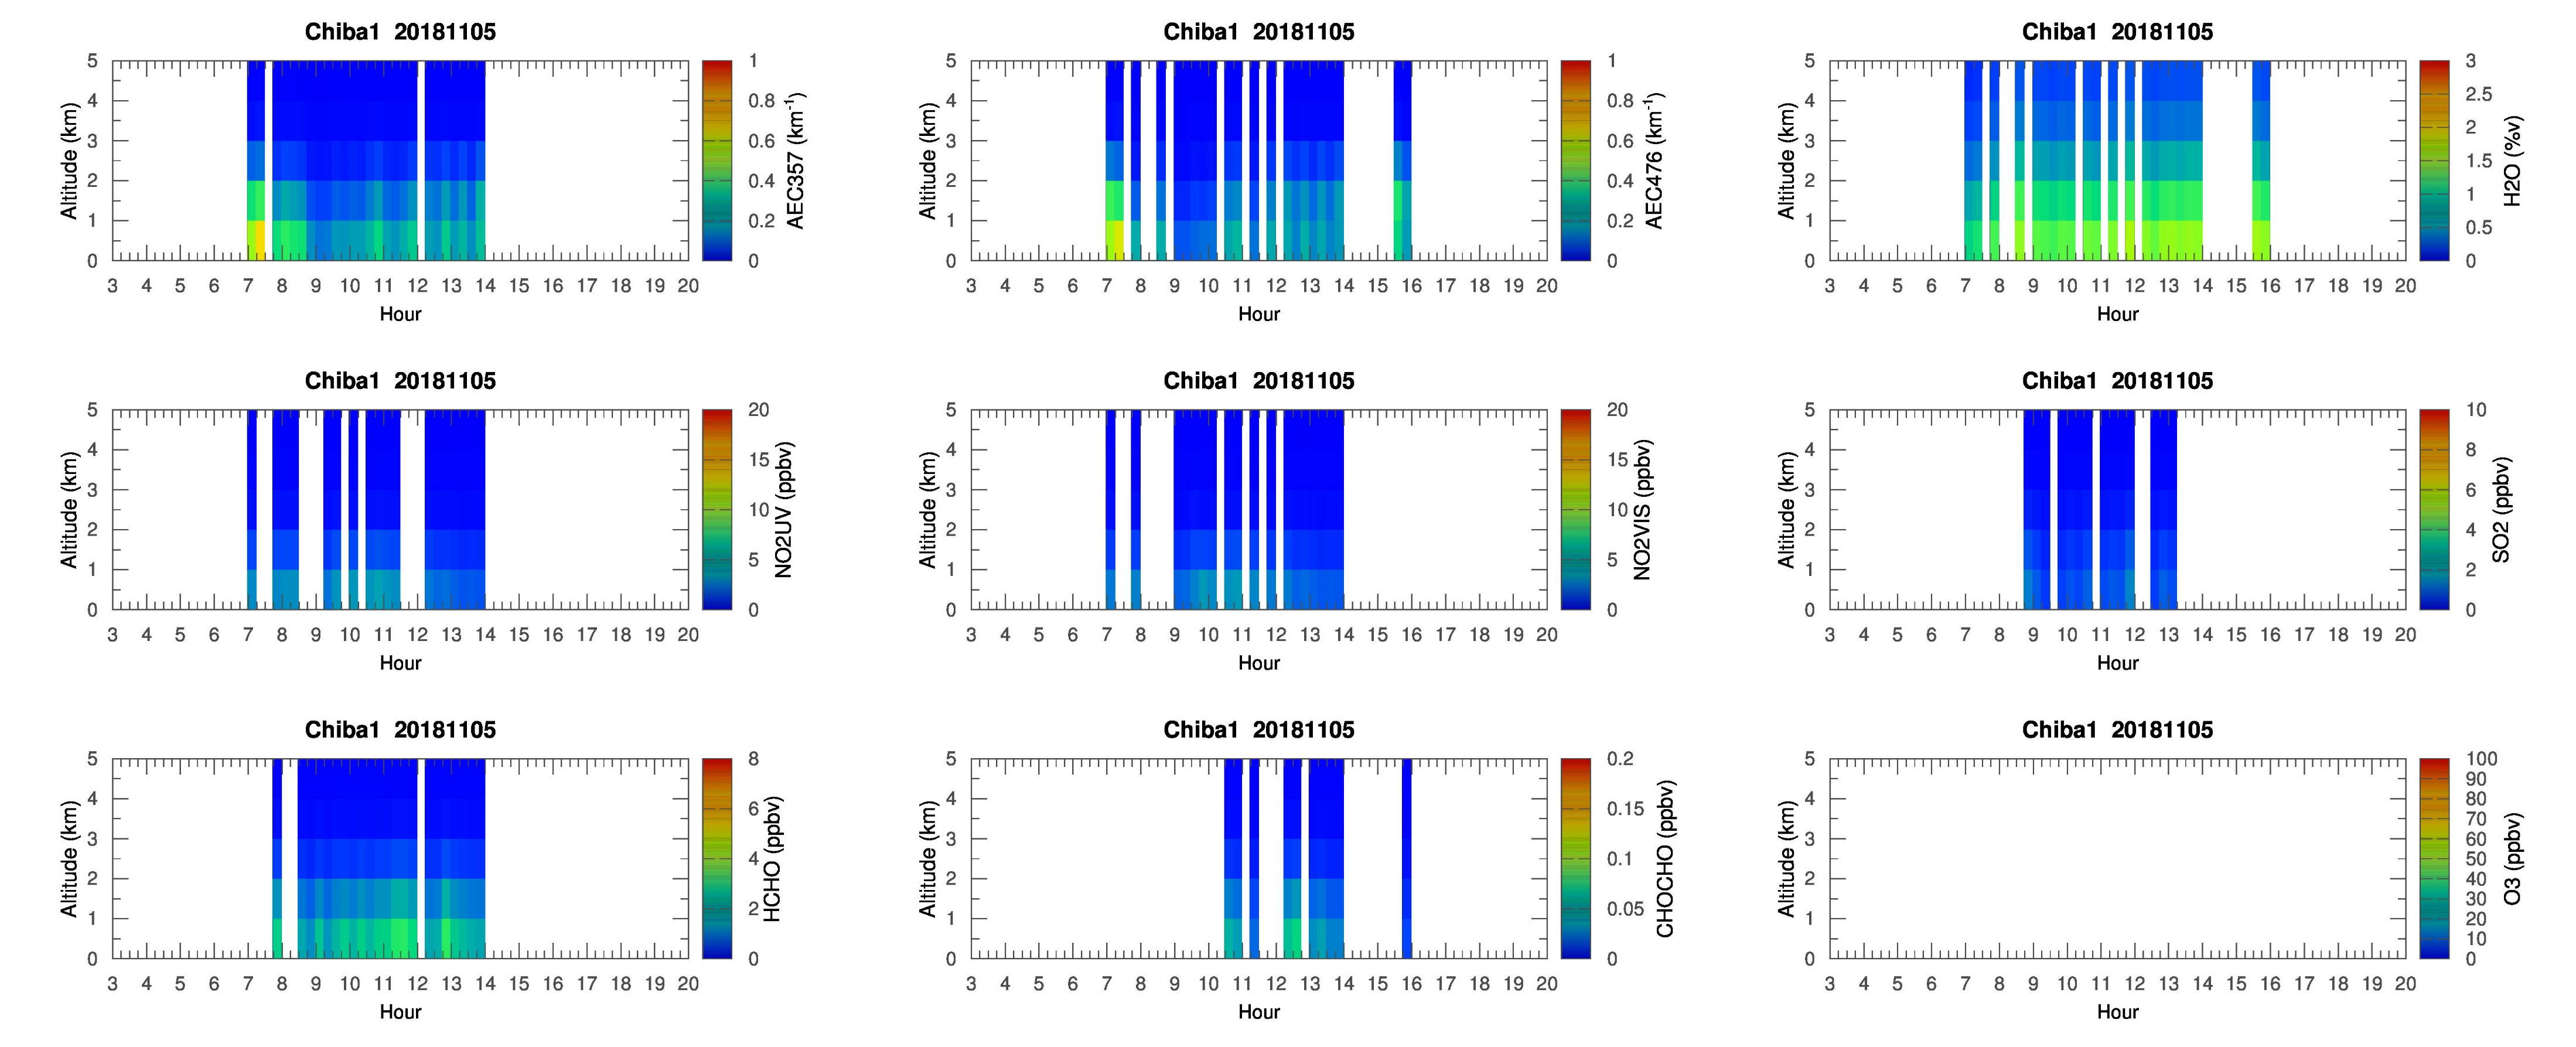 Chiba1 20181105
Altitude (km)
5
4
3
2
1
0
3 4 5 6 7 8 9 10 11 12 13 14 15 16 17 18 19 20
Hour
1
0.8
0.6
0.4
0.2
0
AEC357 (km-1)
Chiba1 20181105
Altitude (km)
5
4
3
2
1
0
3 4 5 6 7 8 9 10 11 12 13 14 15 16 17 18 19 20
Hour
1
0.8
0.6
0.4
0.2
0
AEC476 (km-1)
Chiba1 20181105
Altitude (km)
5
4
3
2
1
0
3 4 5 6 7 8 9 10 11 12 13 14 15 16 17 18 19 20
Hour
3
2.5
2
1.5
1
0.5
0
H2O (%v)
Chiba1 20181105
Altitude (km)
5
4
3
2
1
0
3 4 5 6 7 8 9 10 11 12 13 14 15 16 17 18 19 20
Hour
20
15
10
5
0
NO2UV (ppbv)
Chiba1 20181105
Altitude (km)
5
4
3
2
1
0
3 4 5 6 7 8 9 10 11 12 13 14 15 16 17 18 19 20
Hour
20
15
10
5
0
NO2VIS (ppbv)
Chiba1 20181105
Altitude (km)
5
4
3
2
1
0
3 4 5 6 7 8 9 10 11 12 13 14 15 16 17 18 19 20
Hour
10
8
6
4
2
0
SO2 (ppbv)
Chiba1 20181105
Altitude (km)
5
4
3
2
1
0
3 4 5 6 7 8 9 10 11 12 13 14 15 16 17 18 19 20
Hour
8
6
4
2
0
HCHO (ppbv)
Chiba1 20181105
Altitude (km)
5
4
3
2
1
0
3 4 5 6 7 8 9 10 11 12 13 14 15 16 17 18 19 20
Hour
0.2
0.15
0.1
0.05
0
CHOCHO (ppbv)
Chiba1 20181105
Altitude (km)
5
4
3
2
1
0
3 4 5 6 7 8 9 10 11 12 13 14 15 16 17 18 19 20
Hour
100
90
80
70
60
50
40
30
20
10
0
O3 (ppbv)